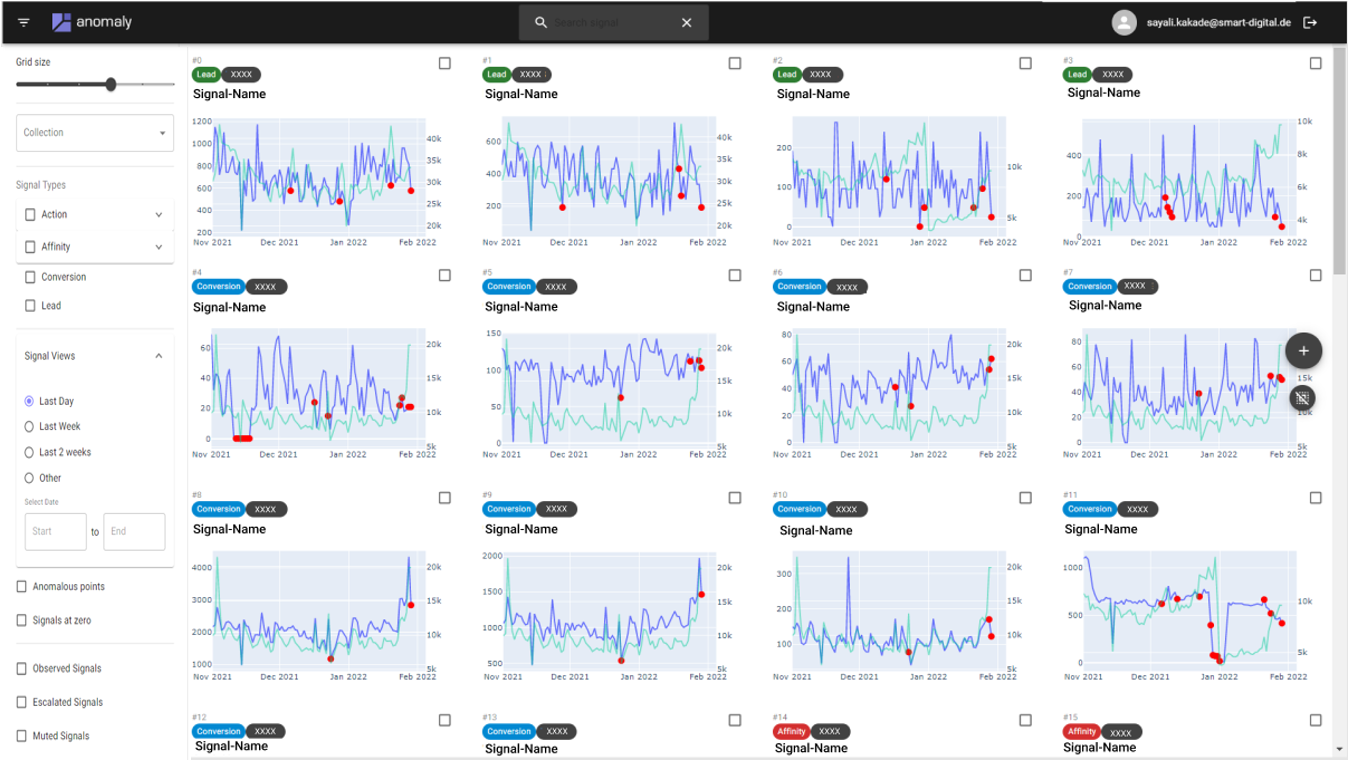 anomaly
Search signal
sayali.kakade@smart-digital.de
Grid size
Collection
Signal Types
Action
Affinity
Conversion
Lead
Signal Views
Last Day
Last Week
Last 2 weeks
Other
Select Date
Start to End
Anomalous points
Signals at zero
Observed Signals
Escalated Signals
Muted Signals
#0
Lead XXXX
Signal-Name
1200
1000
800
600
400
200
40k
35k
30k
25k
20k
Nov 2021 Dec 2021 Jan 2022 Feb 2022
#1
Lead XXXX
Signal-Name
600
400
200
40k
35k
30k
25k
20k
Nov 2021 Dec 2021 Jan 2022 Feb 2022
#2
Lead XXXX
Signal-Name
200
100
0
10k
5k
Nov 2021 Dec 2021 Jan 2022 Feb 2022
#3
Lead XXXX
Signal-Name
400
200
0
10k
8k
6k
4k
Nov 2021 Dec 2021 Jan 2022 Feb 2022
#4
Conversion XXXX
Signal-Name
60
40
20
0
20k
15k
10k
5k
Nov 2021 Dec 2021 Jan 2022 Feb 2022
#5
Conversion XXXX
Signal-Name
150
100
50
0
20k
15k
10k
5k
Nov 2021 Dec 2021 Jan 2022 Feb 2022
#6
Conversion XXXX
Signal-Name
80
60
40
20
0
20k
15k
10k
5k
Nov 2021 Dec 2021 Jan 2022 Feb 2022
#7
Conversion XXXX
Signal-Name
80
60
40
20
0
15k
5k
Nov 2021 Dec 2021 Jan 2022 Feb 2022
#8
Conversion XXXX
Signal-Name
4000
3000
2000
1000
20k
15k
10k
5k
Nov 2021 Dec 2021 Jan 2022 Feb 2022
#9
Conversion XXXX
Signal-Name
2000
1500
1000
500
20k
15k
10k
5k
Nov 2021 Dec 2021 Jan 2022 Feb 2022
#10
Conversion XXXX
Signal-Name
300
200
100
20k
15k
10k
5k
Nov 2021 Dec 2021 Jan 2022 Feb 2022
#11
Conversion XXXX
Signal-Name
1000
500
0
10k
5k
Nov 2021 Dec 2021 Jan 2022 Feb 2022
#12
Conversion XXXX
Signal-Name
#13
Conversion XXXX
Signal-Name
#14
Affinity XXXX
Signal-Name
#15
Affinity XXXX
Signal-Name